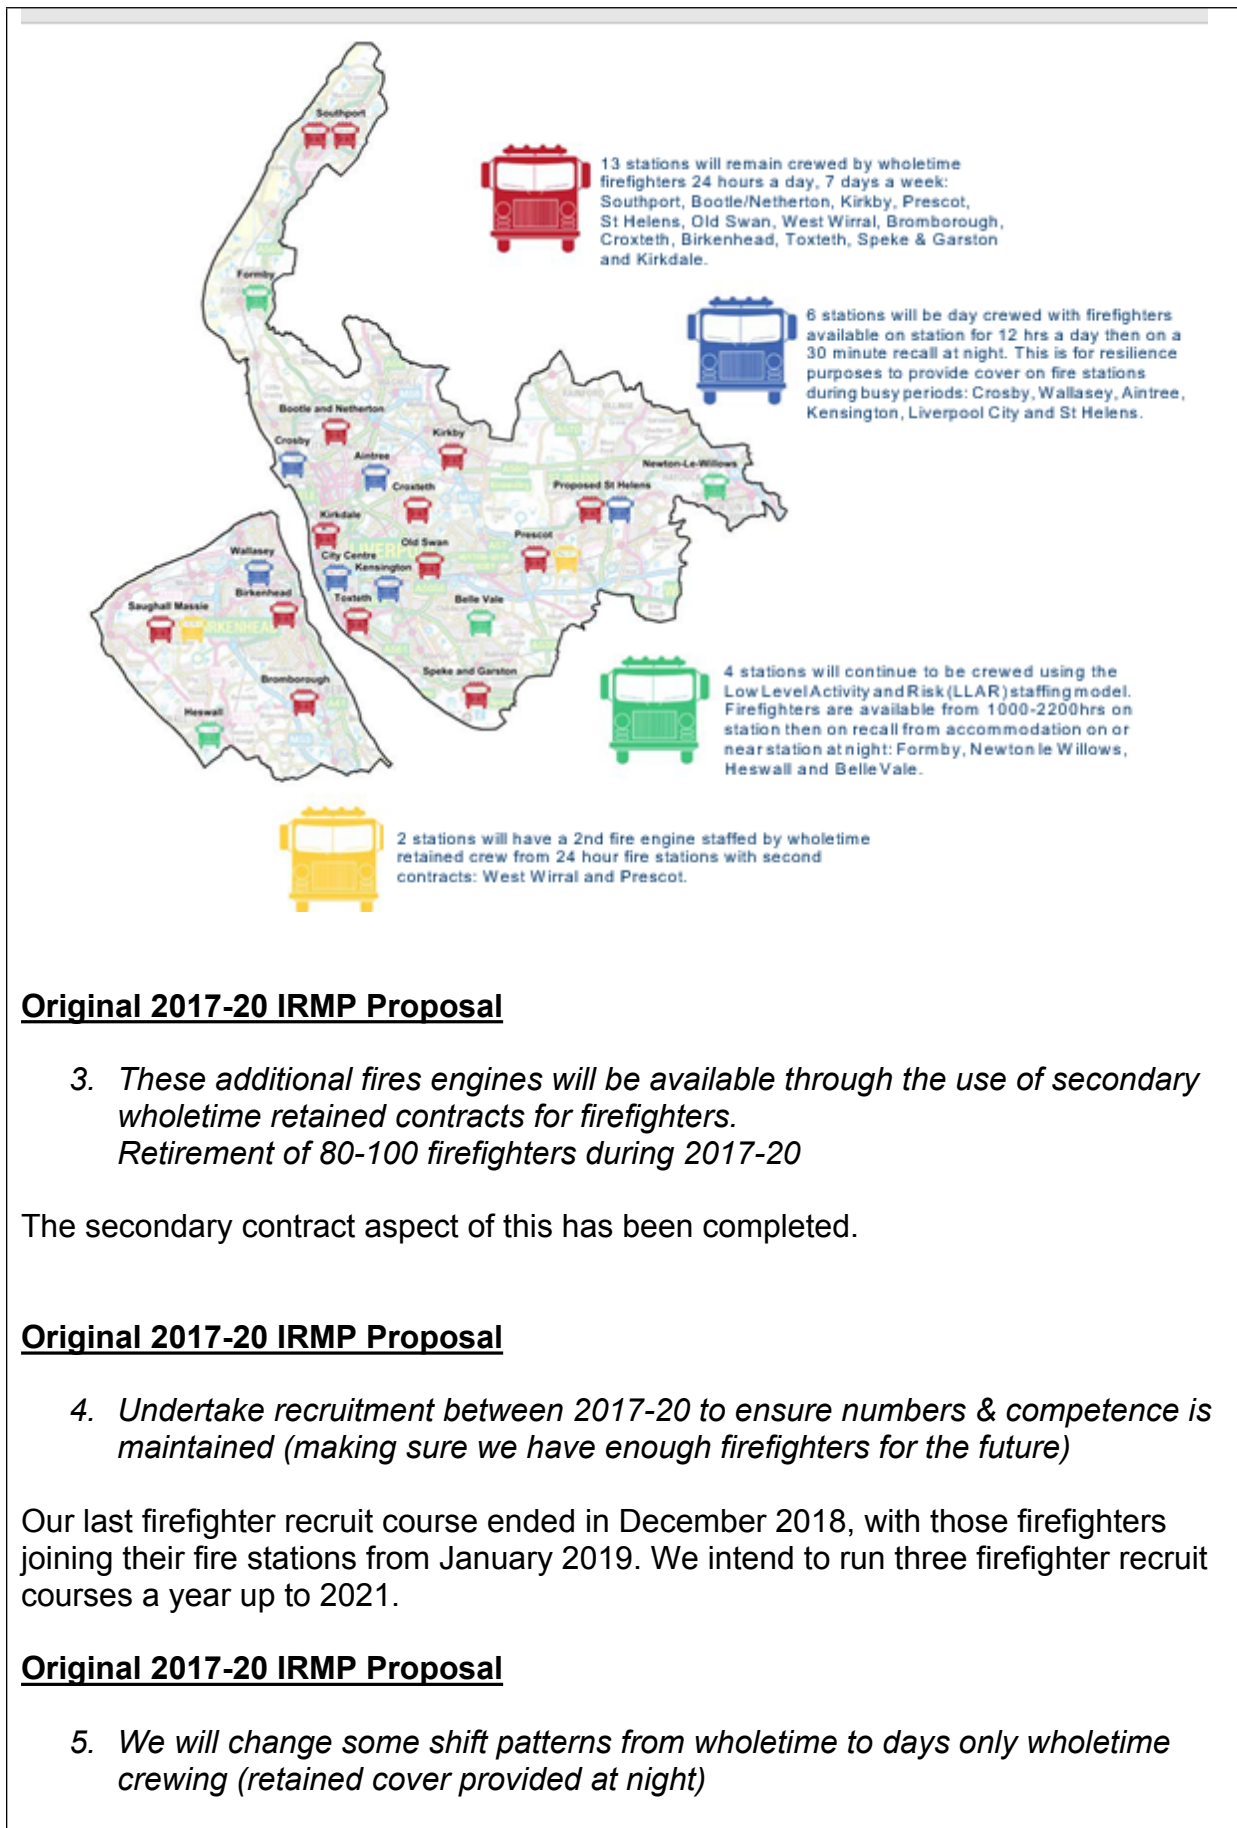 Southport
13 stations will remain crewed by wholetime
firefighters 24 hours a day, 7 days a week:
Southport, Bootle/Netherton, Kirkby, Prescot,
St Helens, Old Swan, West Wirral, Bromborough,
Croxteth, Birkenhead, Toxteth, Speke & Garston
and Kirkdale.
Formby
6 stations will be day crewed with firefighters
available on station for 12 hrs a day then on a
30 minute recall at night. This is for resilience
purposes to provide cover on fire stations
during busy periods: Crosby, Wallasey, Aintree,
Kensington, Liverpool City and St Helens.
Bootle and Netherton
Crosby
Aintree
Kirkby
Croxteth
Newton-Le-Willows
Proposed St Helens
Kirkdale
City Centre
Old Swan
Prescot
Kensington
Wallasey
Birkenhead
Toxteth
Belle Vale
Saughall Massie
Bromborough
Speke and Garston
Heswall
4 stations will continue to be crewed using the
Low Level Activity and Risk (LLAR) staffing model.
Firefighters are available from 1000-2200hrs on
station then on recall from accommodation on or
near station at night: Formby, Newton le Willows,
Heswall and Belle Vale.
2 stations will have a 2nd fire engine staffed by wholetime
retained crew from 24 hour fire stations with second
contracts: West Wirral and Prescot.
Original 2017-20 IRMP Proposal
3. These additional fires engines will be available through the use of secondary
wholetime retained contracts for firefighters.
Retirement of 80-100 firefighters during 2017-20
The secondary contract aspect of this has been completed.
Original 2017-20 IRMP Proposal
4. Undertake recruitment between 2017-20 to ensure numbers & competence is
maintained (making sure we have enough firefighters for the future)
Our last firefighter recruit course ended in December 2018, with those firefighters
joining their fire stations from January 2019. We intend to run three firefighter recruit
courses a year up to 2021.
Original 2017-20 IRMP Proposal
5. We will change some shift patterns from wholetime to days only wholetime
crewing (retained cover provided at night)